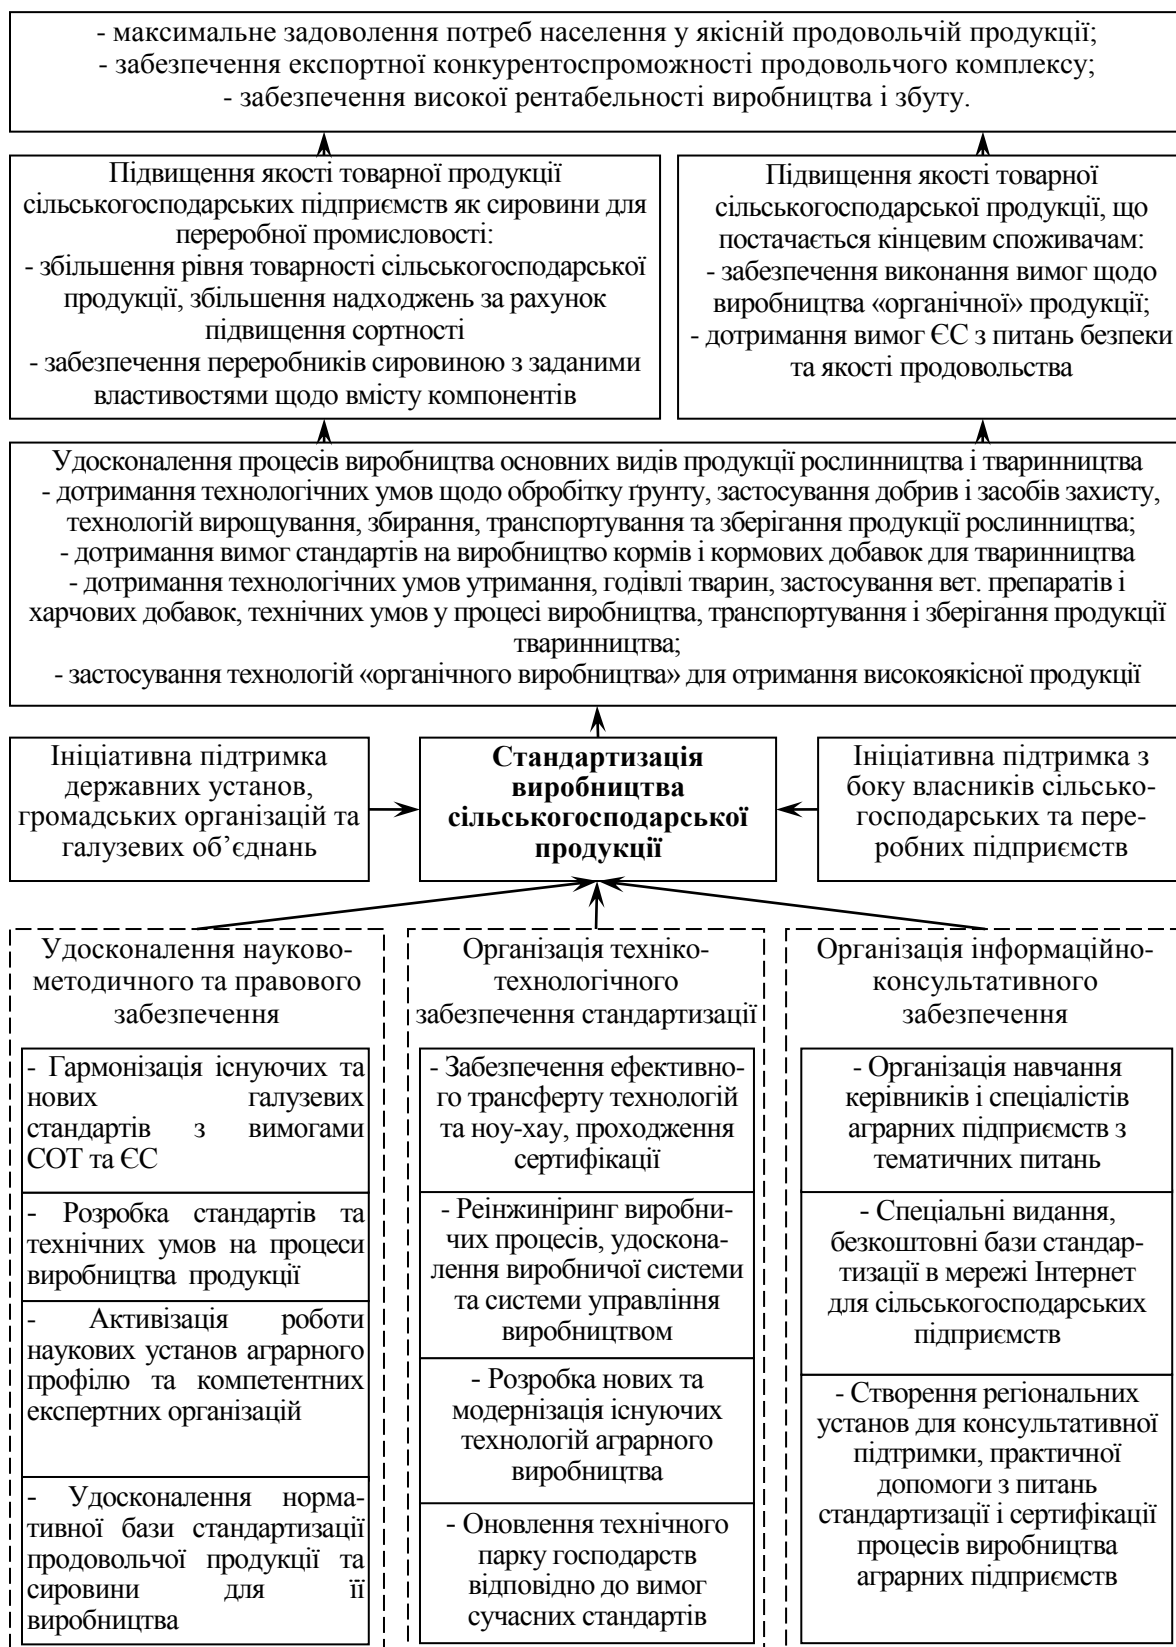 - максимальне задоволення потреб населення у якісній продовольчій продукції;
- забезпечення експортної конкурентоспроможності продовольчого комплексу;
- забезпечення високої рентабельності виробництва і збуту.
Підвищення якості товарної продукції
сільськогосподарських підприємств як сировини для
переробної промисловості:
- збільшення рівня товарності сільськогосподарської
продукції, збільшення надходжень за рахунок
підвищення сортності
- забезпечення переробників сировиною з заданими
властивостями щодо вмісту компонентів
Підвищення якості товарної
сільськогосподарської продукції, що
постачається кінцевим споживачам:
- забезпечення виконання вимог щодо
виробництва «органічної» продукції;
- дотримання вимог ЄС з питань безпеки
та якості продовольства
Удосконалення процесів виробництва основних видів продукції рослинництва і тваринництва
- дотримання технологічних умов щодо обробітку ґрунту, застосування добрив і засобів захисту,
технологій вирощування, збирання, транспортування та зберігання продукції рослинництва;
- дотримання вимог стандартів на виробництво кормів і кормових добавок для тваринництва
- дотримання технологічних умов утримання, годівлі тварин, застосування вет. препаратів і
харчових добавок, технічних умов у процесі виробництва, транспортування і зберігання продукції
тваринництва;
- застосування технологій «органічного виробництва» для отримання високоякісної продукції
Ініціативна підтримка
державних установ,
громадських організацій та
галузевих об’єднань
Стандартизація
виробництва
сільськогосподарської
продукції
Ініціативна підтримка з
боку власників сільсько-
господарських та пере-
робних підприємств
Удосконалення науково-
методичного та правового
забезпечення
- Гармонізація існуючих та
нових галузевих
стандартів з вимогами
СОТ та ЄС
- Розробка стандартів та
технічних умов на процеси
виробництва продукції
- Активізація роботи
наукових установ аграрного
профілю та компетентних
експертних організацій
- Удосконалення норма-
тивної бази стандартизації
продовольчої продукції та
сировини для її
виробництва
Організація техніко-
технологічного
забезпечення стандартизації
- Забезпечення ефективно-
го трансферту технологій
та ноу-хау, проходження
сертифікації
- Реінжиніринг виробни-
чих процесів, удоскона-
лення виробничої системи
та системи управління
виробництвом
- Розробка нових та
модернізація існуючих
технологій аграрного
виробництва
- Оновлення технічного
парку господарств
відповідно до вимог
сучасних стандартів
Організація інформаційно-
консультативного
забезпечення
- Організація навчання
керівників і спеціалістів
аграрних підприємств з
тематичних питань
- Спеціальні видання,
безкоштовні бази стандар-
тизації в мережі Інтернет
для сільськогосподарських
підприємств
- Створення регіональних
установ для консультативної
підтримки, практичної
допомоги з питань
стандартизації і сертифікації
процесів виробництва
аграрних підприємств